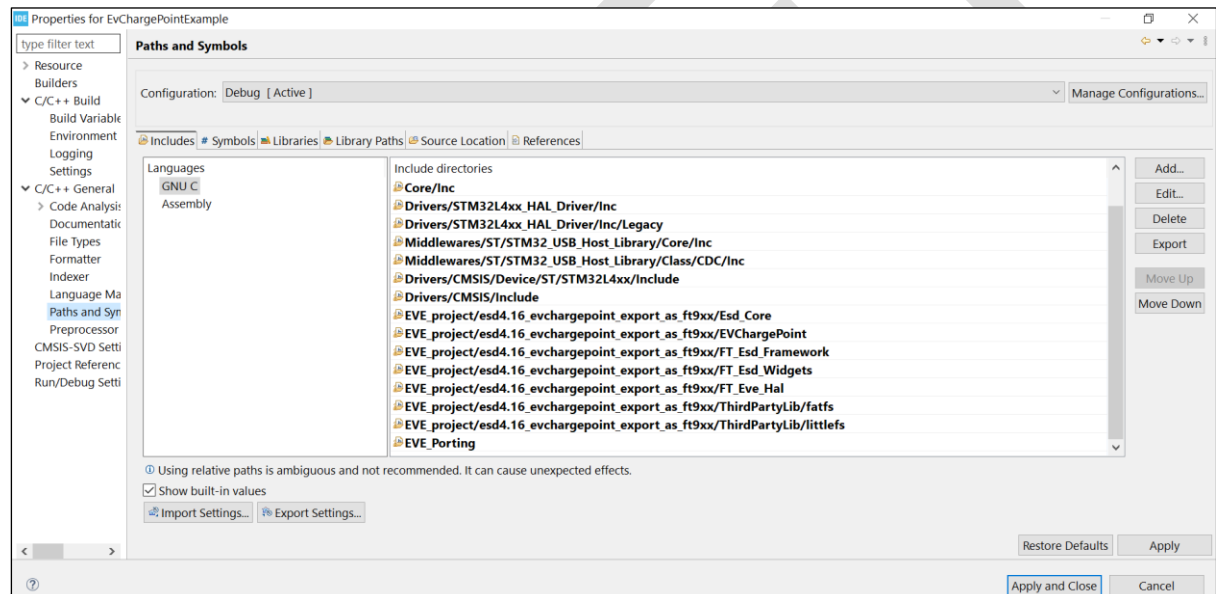 IDE Properties for EvChargePointExample
type filter text
Paths and Symbols
Resource
Builders
C/C++ Build
Build Variable
Environment
Logging
Settings
C/C++ General
Code Analysis
Documentatic
File Types
Formatter
Indexer
Language Ma
Paths and Syn
Preprocessor
CMSIS-SVD Setti
Project Referenc
Run/Debug Setti
Configuration: Debug [ Active ]
Manage Configurations...
Includes # Symbols Libraries Library Paths Source Location References
Languages
GNU C
Assembly
Include directories
Core/Inc
Drivers/STM32L4xx_HAL_Driver/Inc
Drivers/STM32L4xx_HAL_Driver/Inc/Legacy
Middlewares/ST/STM32_USB_Host_Library/Core/Inc
Middlewares/ST/STM32_USB_Host_Library/Class/CDC/Inc
Drivers/CMSIS/Device/ST/STM32L4xx/Include
Drivers/CMSIS/Include
EVE_project/esd4.16_evchargepoint_export_as_ft9xx/Esd_Core
EVE_project/esd4.16_evchargepoint_export_as_ft9xx/EVChargePoint
EVE_project/esd4.16_evchargepoint_export_as_ft9xx/FT_Esd_Framework
EVE_project/esd4.16_evchargepoint_export_as_ft9xx/FT_Esd_Widgets
EVE_project/esd4.16_evchargepoint_export_as_ft9xx/FT_Eve_Hal
EVE_project/esd4.16_evchargepoint_export_as_ft9xx/ThirdPartyLib/fatfs
EVE_project/esd4.16_evchargepoint_export_as_ft9xx/ThirdPartyLib/littlefs
EVE_Porting
Add...
Edit...
Delete
Export
Move Up
Move Down
Using relative paths is ambiguous and not recommended. It can cause unexpected effects.
Show built-in values
Import Settings... Export Settings...
Restore Defaults Apply
Apply and Close Cancel